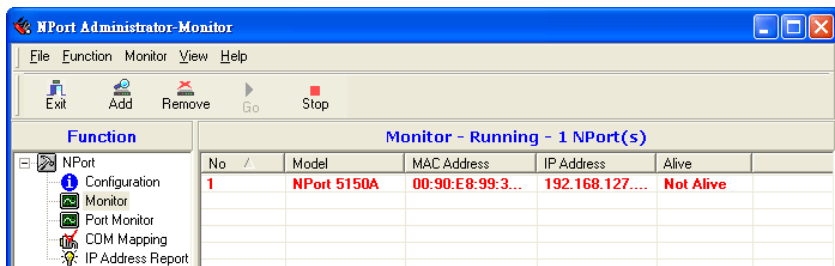 NPort Administrator-Monitor
File Function Monitor View Help
Exit Add Remove Go Stop
Function
Monitor - Running - 1 NPort(s)
NPort
Configuration
Monitor
Port Monitor
COM Mapping
IP Address Report
No Model MAC Address IP Address Alive
1 NPort 5150A 00:90:E8:99:3... 192.168.127.... Not Alive